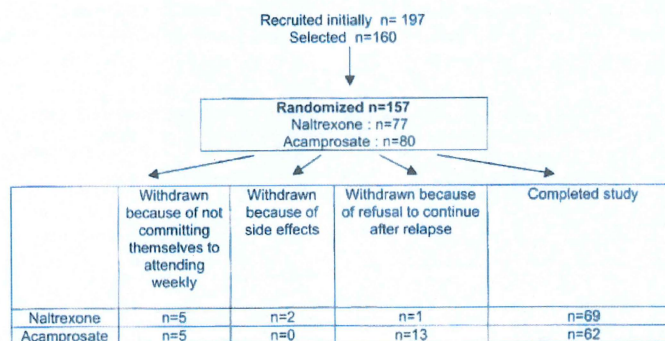 Recruited initially n= 197
Selected n=160
Randomized n=157
Naltrexone : n=77
Acamprosate : n=80
Withdrawn because of not committing themselves to attending weekly
Withdrawn because of side effects
Withdrawn because of refusal to continue after relapse
Completed study
Naltrexone n=5 n=2 n=1 n=69
Acamprosate n=5 n=0 n=13 n=62